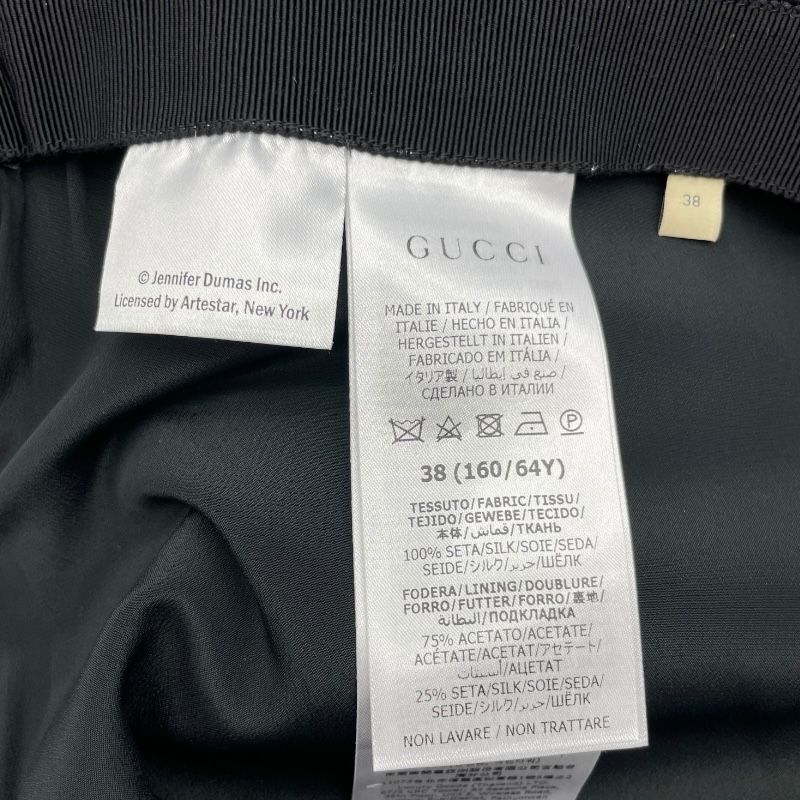 © Jennifer Dumas Inc.
Licensed by Artestar, New York
GUCCI
MADE IN ITALY / FABRIQUÉ EN
ITALIE / HECHO EN ITALIA /
HERGESTELLT IN ITALIEN /
FABRICADO EM ITÁLIA /
イタリア製 / صنع في إيطاليا /
СДЕЛАНО В ИТАЛИИ
P
38 (160/64Y)
TESSUTO/FABRIC/TISSU/
TEJIDO/GEWEBE/TECIDO/
本体/قماش/ТКАНЬ
100% SETA/SILK/SOIE/SEDA/
SEIDE/シルク/حرير/ШЁЛК
FODERA/LINING/DOUBLURE/
FORRO/FUTTER/FORRO/裏地/
البطانة/ПОДКЛАДКА
75% ACETATO/ACETATE/
ACÉTATE/ACETAT/アセテート/
أسيتات/АЦЕТАТ
25% SETA/SILK/SOIE/SEDA/
SEIDE/シルク/حرير/ШЁЛК
NON LAVARE / NON TRATTARE
38